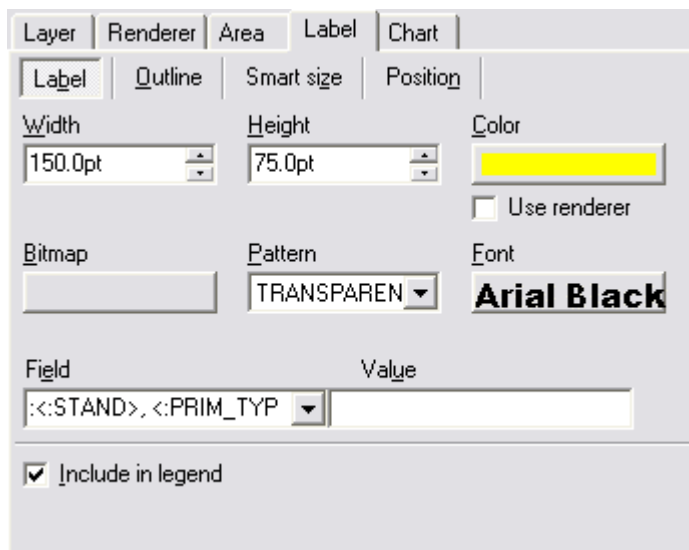 Layer Renderer Area Label Chart
Label Outline Smart size Position
Width Height Color
150.0pt 75.0pt
Use renderer
Bitmap Pattern Font
TRANSPAREN Arial Black
Field Value
:<:STAND>, <:PRIM_TYP
Include in legend